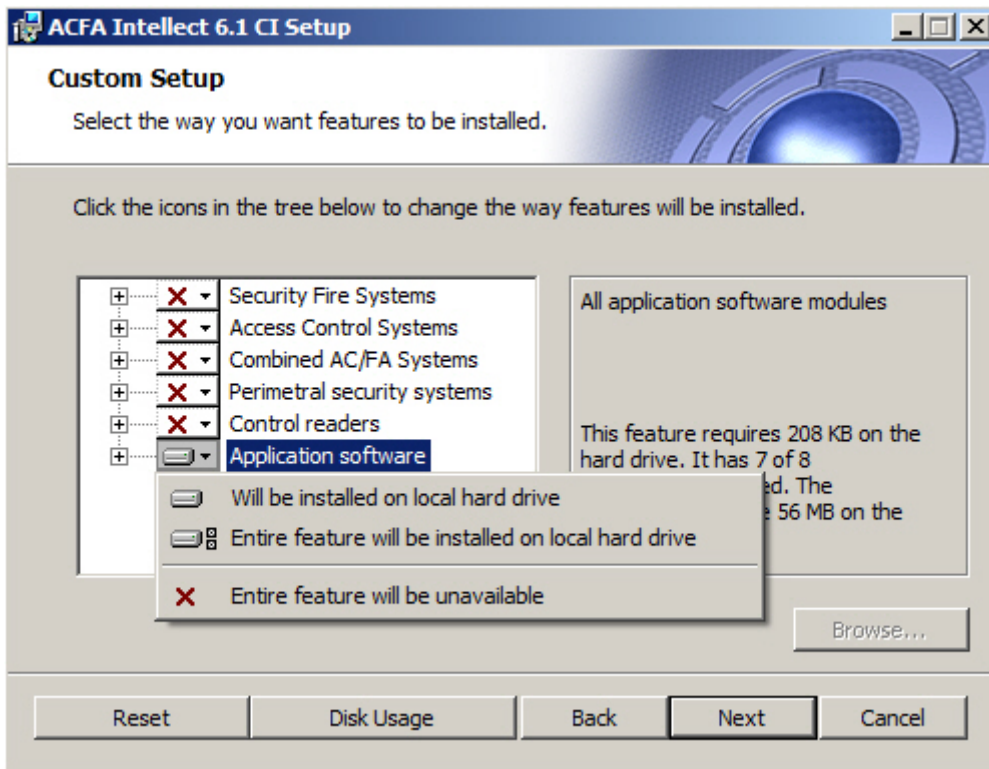 ACFA Intellect 6.1 CI Setup
Custom Setup
Select the way you want features to be installed.
Click the icons in the tree below to change the way features will be installed.
Security Fire Systems
Access Control Systems
Combined AC/FA Systems
Perimetral security systems
Control readers
Application software
Will be installed on local hard drive
Entire feature will be installed on local hard drive
Entire feature will be unavailable
All application software modules
This feature requires 208 KB on the
hard drive. It has 7 of 8
The
56 MB on the
Browse...
Reset
Disk Usage
Back
Next
Cancel